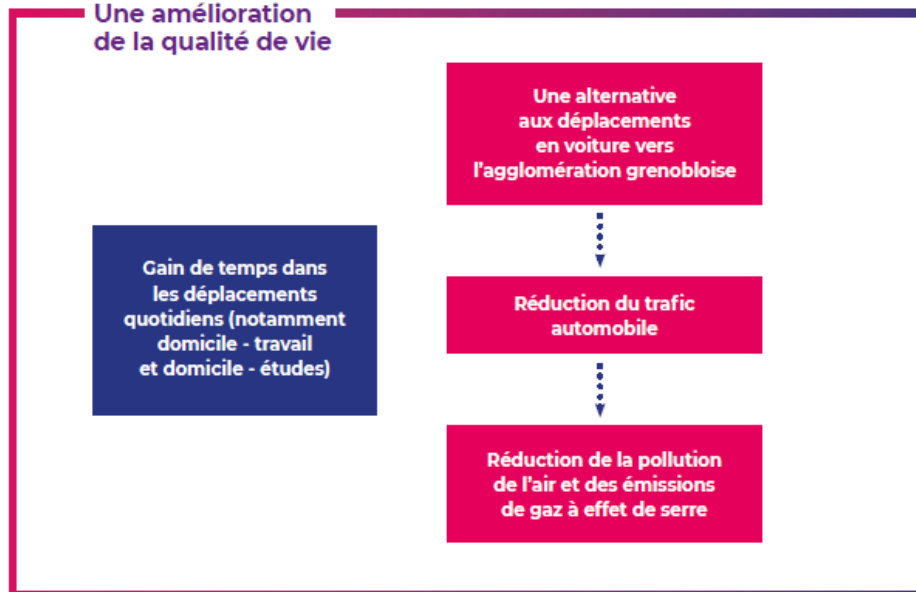 Une amélioration
de la qualité de vie
Une alternative
aux déplacements
en voiture vers
l'agglomération grenobloise
Gain de temps dans
les déplacements
quotidiens (notamment
domicile - travail
et domicile - études)
Réduction du trafic
automobile
Réduction de la pollution
de l'air et des émissions
de gaz à effet de serre